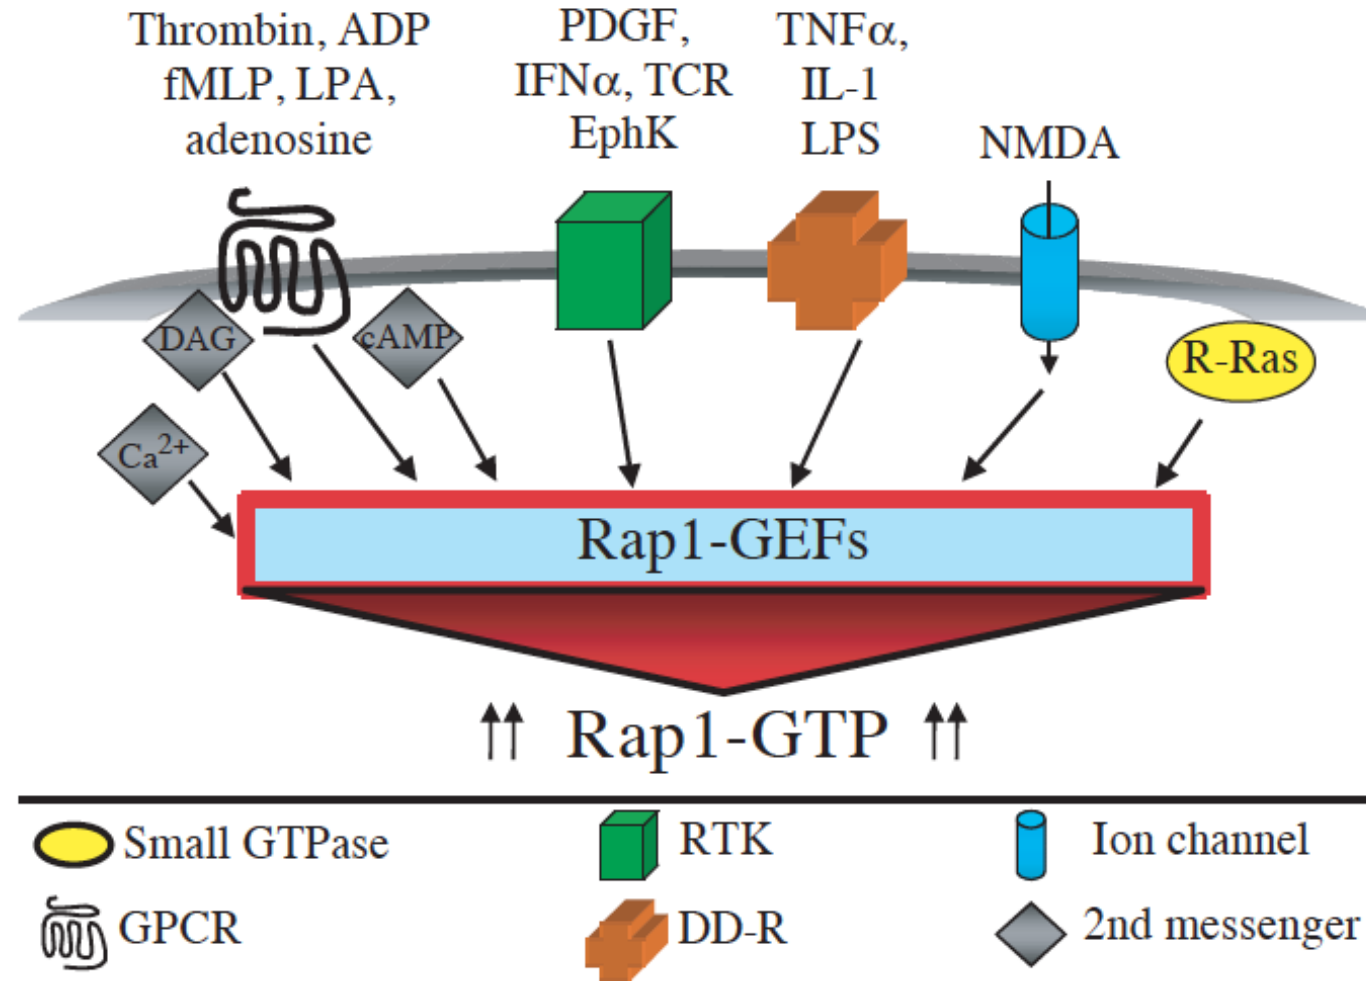 Thrombin, ADP
fMLP, LPA,
adenosine
PDGF,
IFNα, TCR
EphK
TNFα,
IL-1
LPS
NMDA
DAG
cAMP
R-Ras
Ca²⁺
Rap1-GEFs
⇈ Rap1-GTP ⇈
Small GTPase
RTK
Ion channel
GPCR
DD-R
2nd messenger